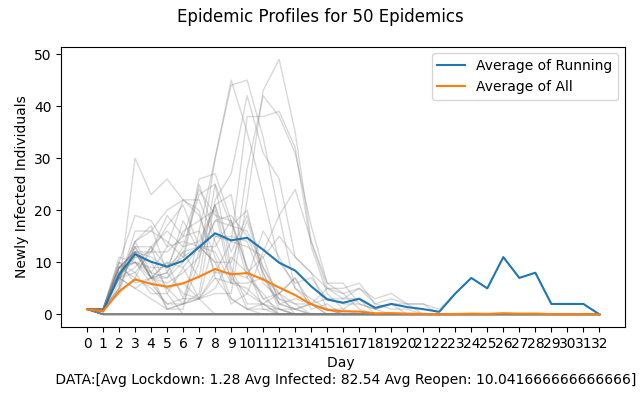 Epidemic Profiles for 50 Epidemics
50
Average of Running
Average of All
40
30
20
10
0
Newly Infected Individuals
0 1 2 3 4 5 6 7 8 9 10 11 12 13 14 15 16 17 18 19 20 21 22 23 24 25 26 27 28 29 30 31 32
Day
DATA:[Avg Lockdown: 1.28 Avg Infected: 82.54 Avg Reopen: 10.041666666666666]